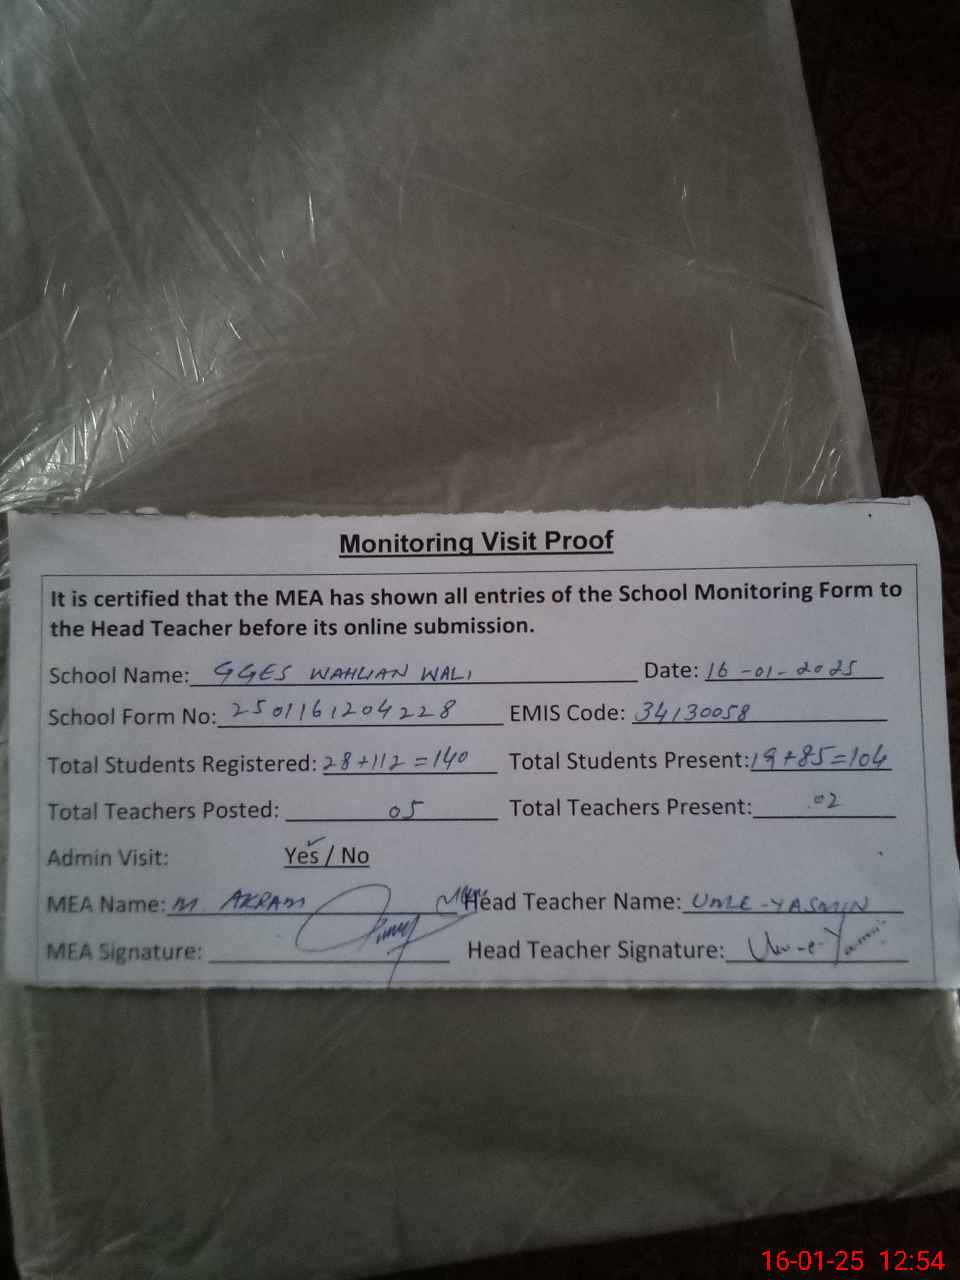 Monitoring Visit Proof
It is certified that the MEA has shown all entries of the School Monitoring Form to
the Head Teacher before its online submission.
School Name: GGES WAHLIAN WALI Date: 16-01-2025
School Form No: 2501161204228 EMIS Code: 34130058
Total Students Registered: 28+112=140 Total Students Present: 19+85=104
Total Teachers Posted: 05 Total Teachers Present: 02
Admin Visit: Yes / No
MEA Name: M. AKRAM Head Teacher Name: UME-YASMIN
MEA Signature: Head Teacher Signature: Um-e-Yasmin
16-01-25 12:54